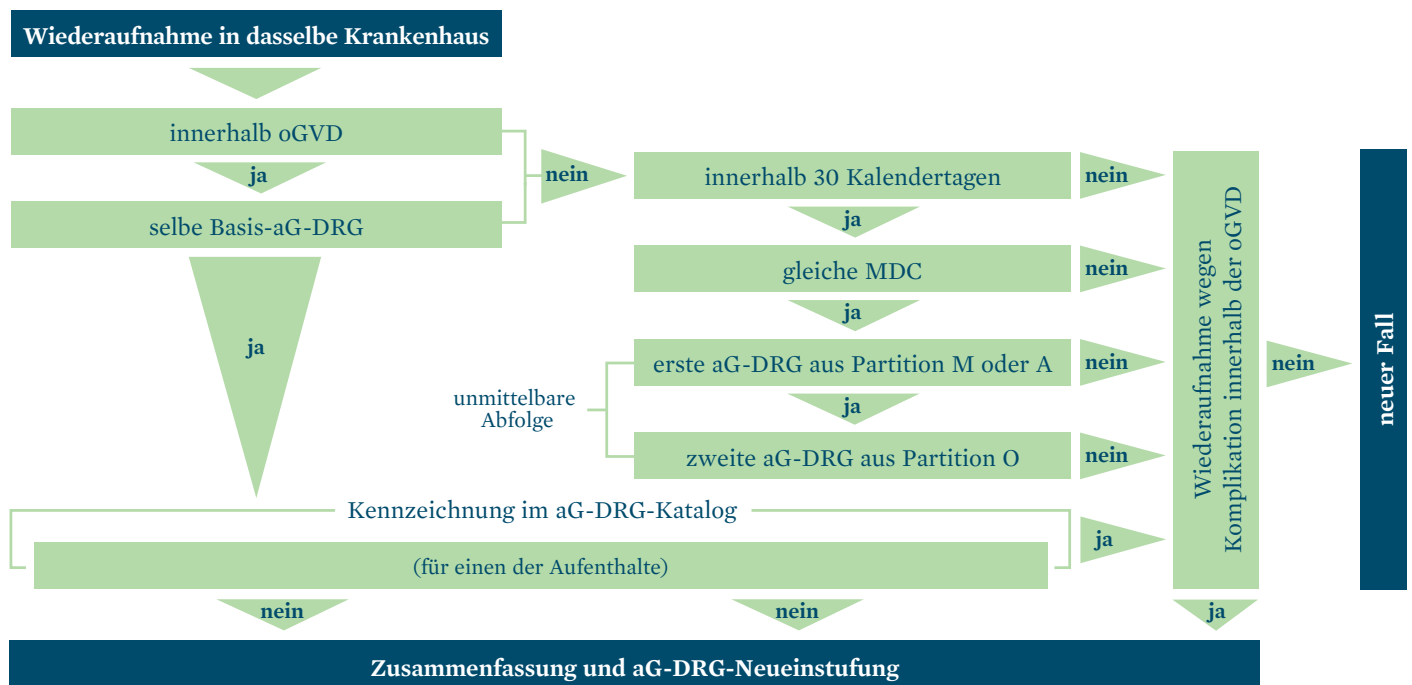 Wiederaufnahme in dasselbe Krankenhaus
innerhalb oGVD
ja
selbe Basis-aG-DRG
ja
nein
innerhalb 30 Kalendertagen
nein
ja
gleiche MDC
nein
ja
unmittelbare
Abfolge
erste aG-DRG aus Partition M oder A
nein
ja
zweite aG-DRG aus Partition O
nein
Kennzeichnung im aG-DRG-Katalog
(für einen der Aufenthalte)
ja
nein
nein
Wiederaufnahme wegen
Komplikation innerhalb der oGVD
nein
ja
neuer Fall
Zusammenfassung und aG-DRG-Neueinstufung